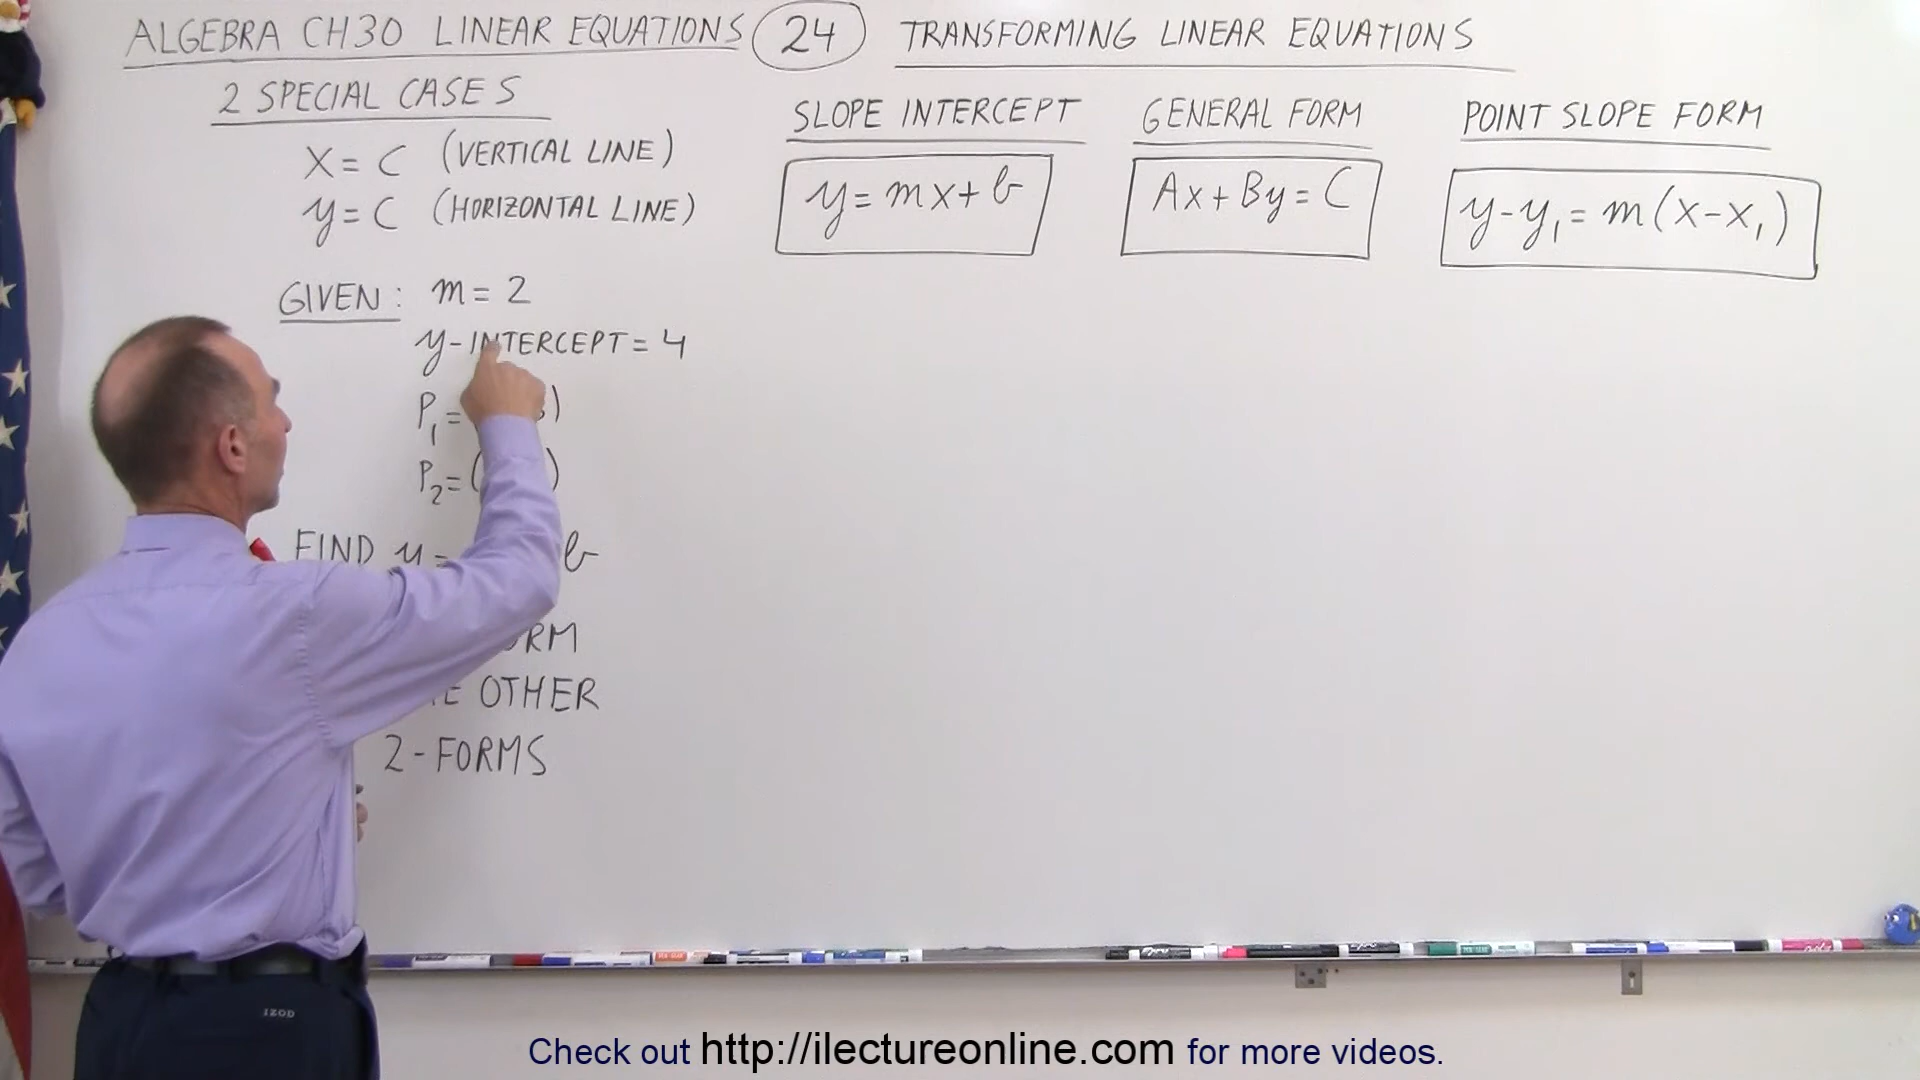 ALGEBRA CH30 LINEAR EQUATIONS 24 TRANSFORMING LINEAR EQUATIONS
2 SPECIAL CASES
X = C (VERTICAL LINE)
y = C (HORIZONTAL LINE)
SLOPE INTERCEPT
y = mx + b
GENERAL FORM
Ax + By = C
POINT SLOPE FORM
y - y₁ = m(x - x₁)
GIVEN: m = 2
y-INTERCEPT = 4
P₁ = )
P₂ = ( )
FIND y = b
OTHER
2-FORMS
IZOD
Check out http://ilectureonline.com for more videos.